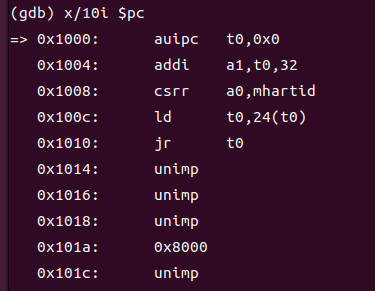 (gdb) x/10i $pc
=> 0x1000: auipc t0,0x0
0x1004: addi a1,t0,32
0x1008: csrr a0,mhartid
0x100c: ld t0,24(t0)
0x1010: jr t0
0x1014: unimp
0x1016: unimp
0x1018: unimp
0x101a: 0x8000
0x101c: unimp